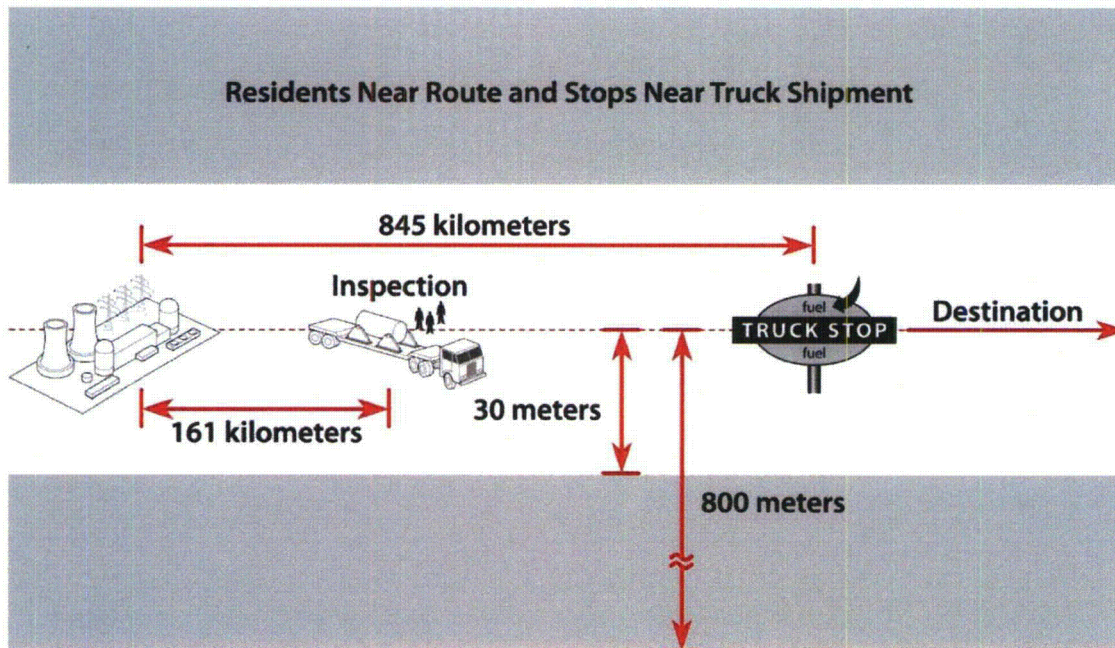 Residents Near Route and Stops Near Truck Shipment
845 kilometers
Inspection
fuel
TRUCK STOP
fuel
Destination
161 kilometers
30 meters
800 meters